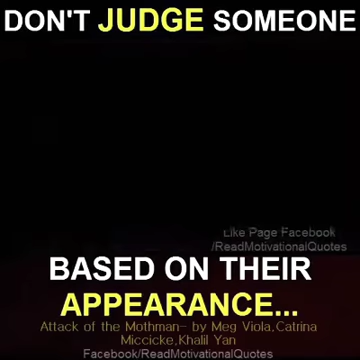 DON'T JUDGE SOMEONE
Like Page Facebook
/ReadMotivationalQuotes
BASED ON THEIR
APPEARANCE...
Attack of the Mothman- by Meg Viola,Catrina
Miccicke,Khalil Yan
Facebook/ReadMotivationalQuotes